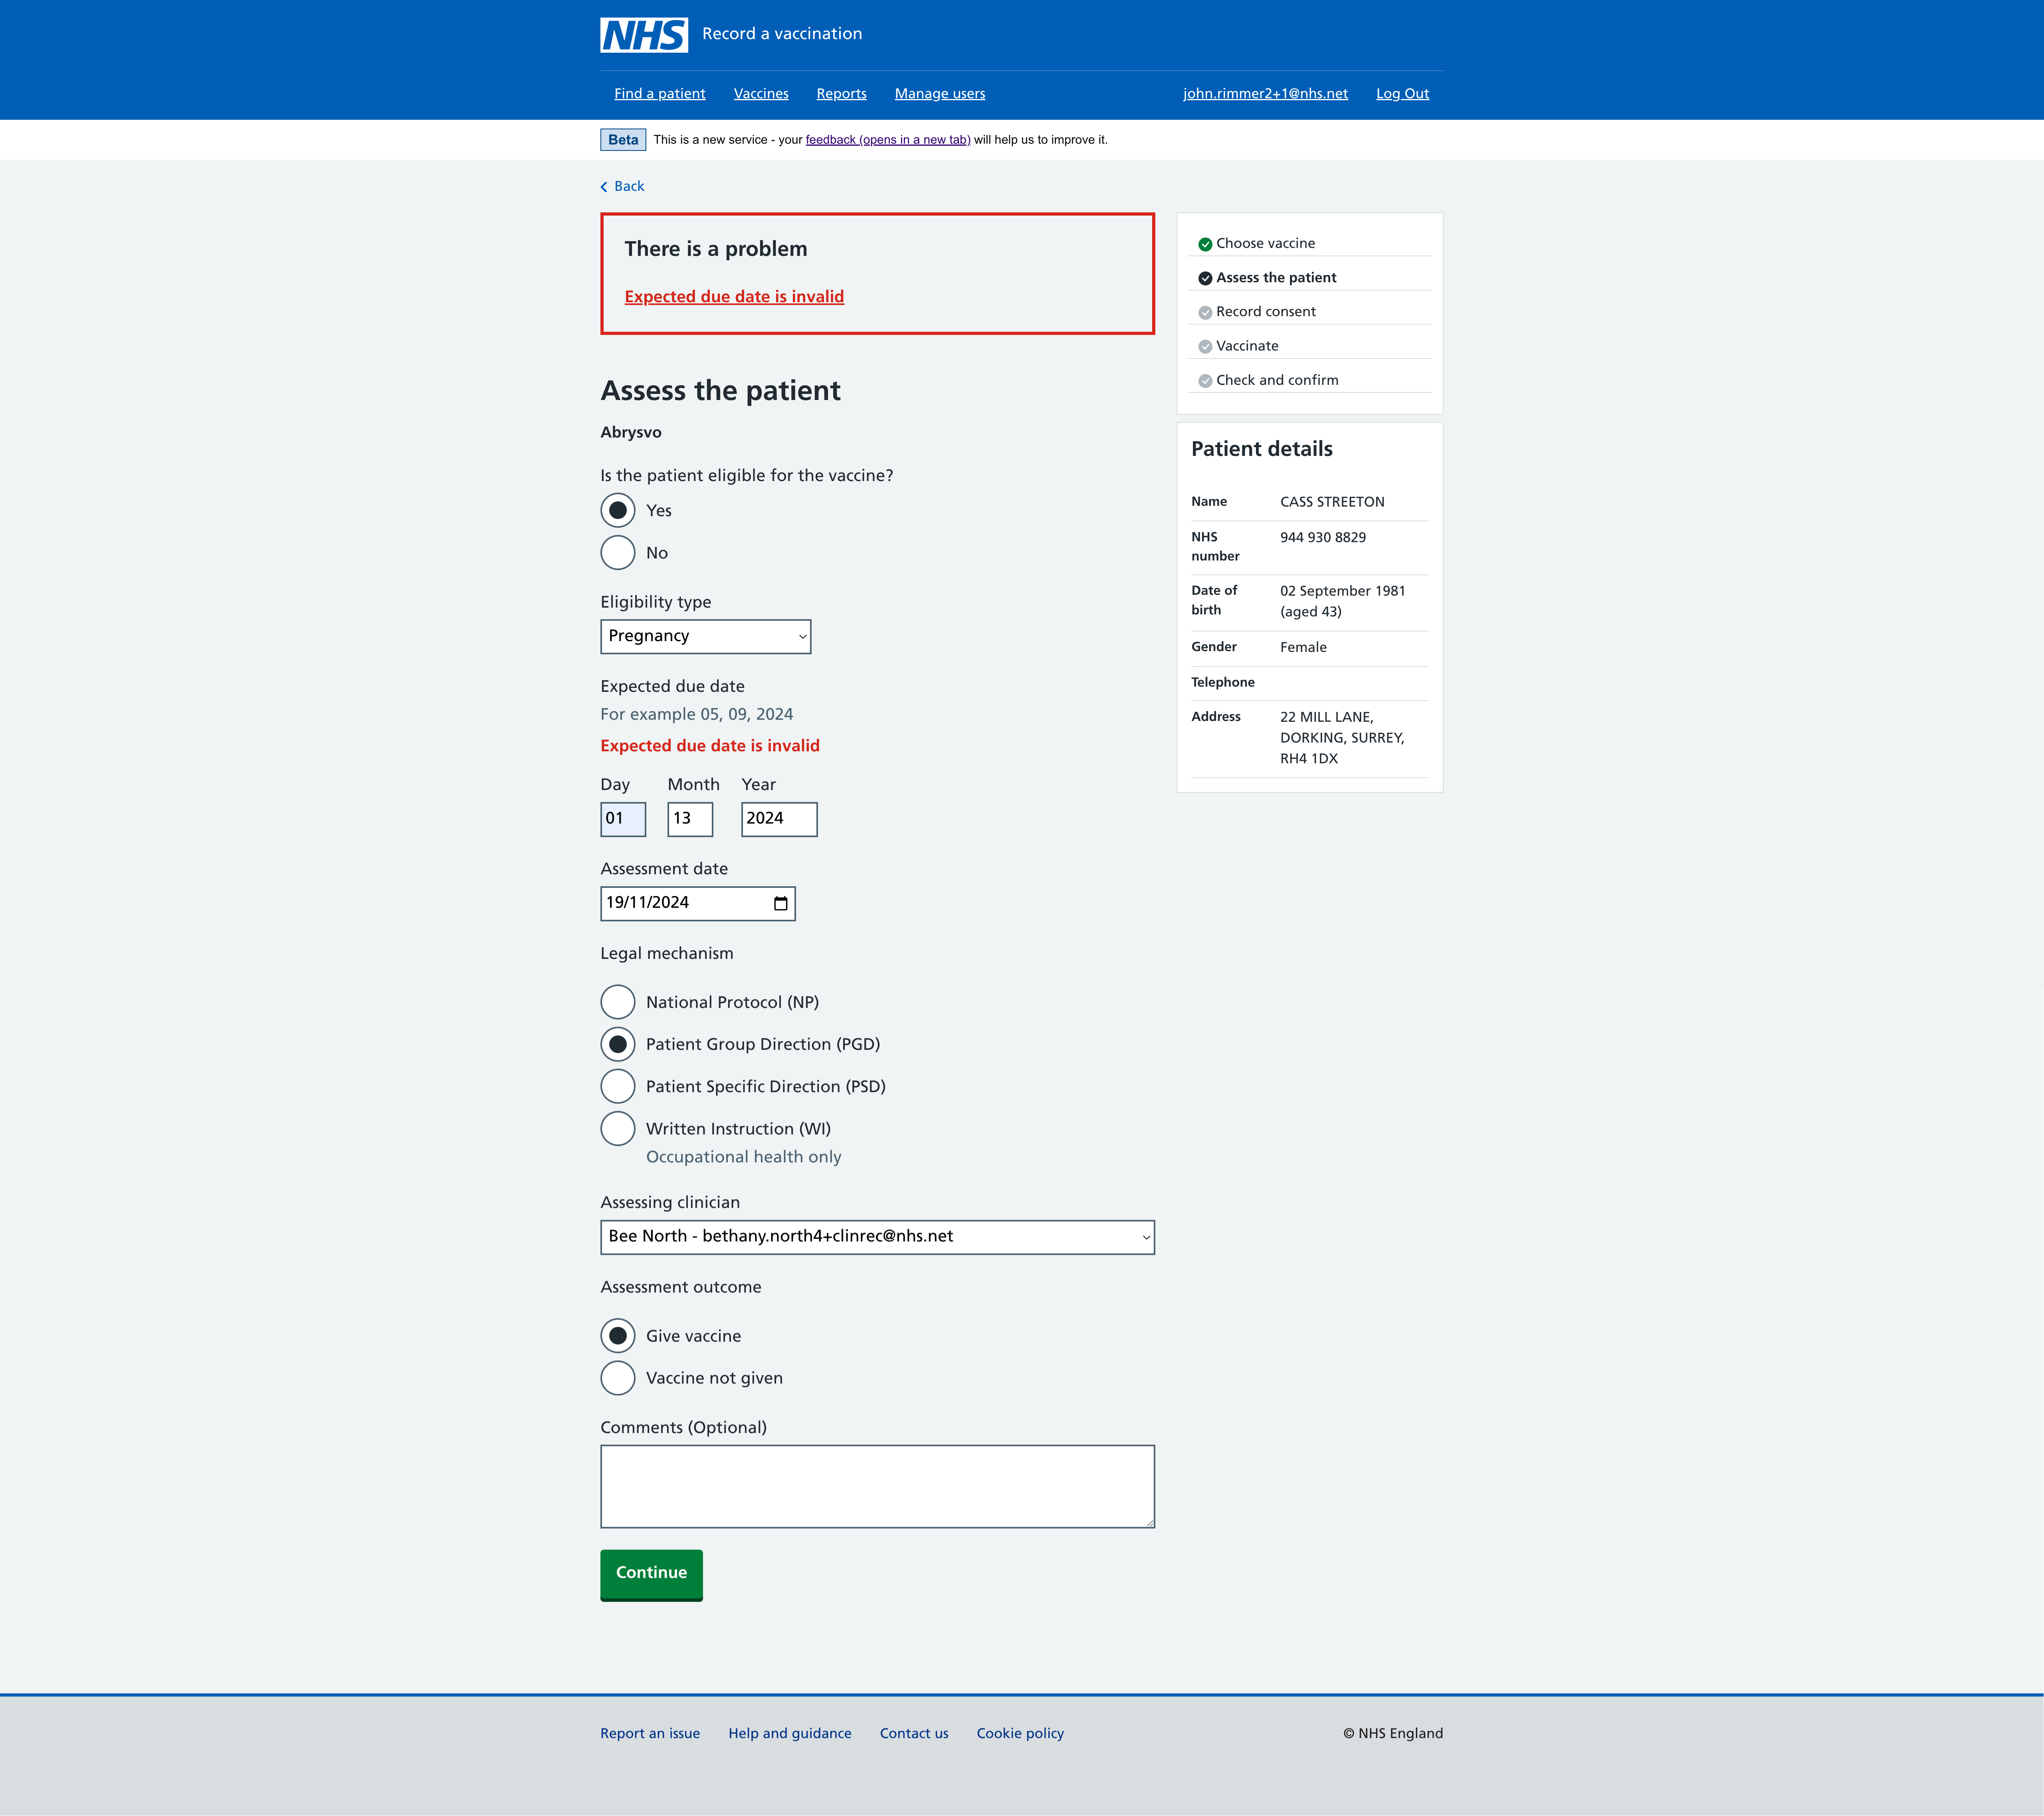 NHS Record a vaccination
Find a patient Vaccines Reports Manage users john.rimmer2+1@nhs.net Log Out
Beta This is a new service - your feedback (opens in a new tab) will help us to improve it.
Back
There is a problem
Expected due date is invalid
Assess the patient
Abrysvo
Is the patient eligible for the vaccine?
Yes
No
Eligibility type
Pregnancy
Expected due date
For example 05, 09, 2024
Expected due date is invalid
Day Month Year
01 13 2024
Assessment date
19/11/2024
Legal mechanism
National Protocol (NP)
Patient Group Direction (PGD)
Patient Specific Direction (PSD)
Written Instruction (WI)
Occupational health only
Assessing clinician
Bee North - bethany.north4+clinrec@nhs.net
Assessment outcome
Give vaccine
Vaccine not given
Comments (Optional)
Continue
Choose vaccine
Assess the patient
Record consent
Vaccinate
Check and confirm
Patient details
Name CASS STREETON
NHS number 944 930 8829
Date of birth 02 September 1981 (aged 43)
Gender Female
Telephone
Address 22 MILL LANE,
DORKING, SURREY,
RH4 1DX
Report an issue Help and guidance Contact us Cookie policy © NHS England